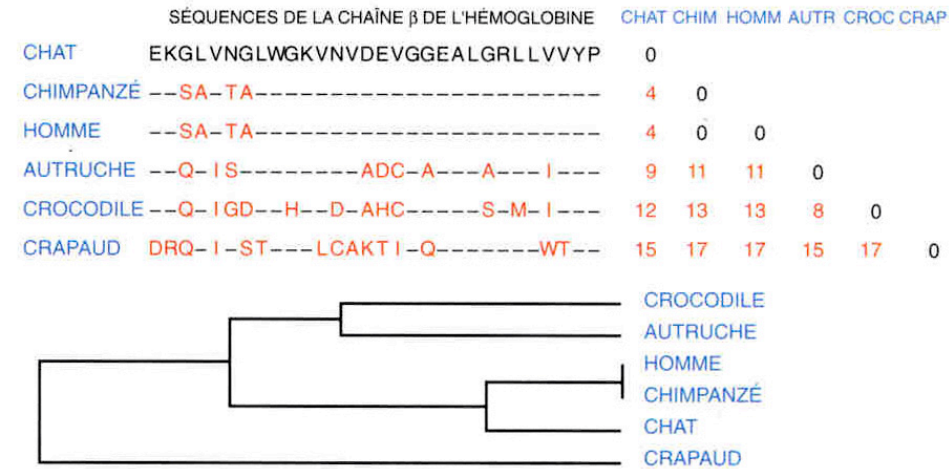 SÉQUENCES DE LA CHAÎNE β DE L'HÉMOGLOBINE CHAT CHIM HOMM AUTR CROC CRAP
CHAT EKGLVNGLWGKVNVDEVGGEALGRLLVVYP 0
CHIMPANZÉ --SA-TA----------------------- 4 0
HOMME --SA-TA----------------------- 4 0 0
AUTRUCHE --Q-IS--------ADC-A---A---I--- 9 11 11 0
CROCODILE --Q-IGD--H--D-AHC-----S-M-I--- 12 13 13 8 0
CRAPAUD DRQ-I-ST---LCAKTI-Q-------WT-- 15 17 17 15 17 0
CROCODILE
AUTRUCHE
HOMME
CHIMPANZÉ
CHAT
CRAPAUD